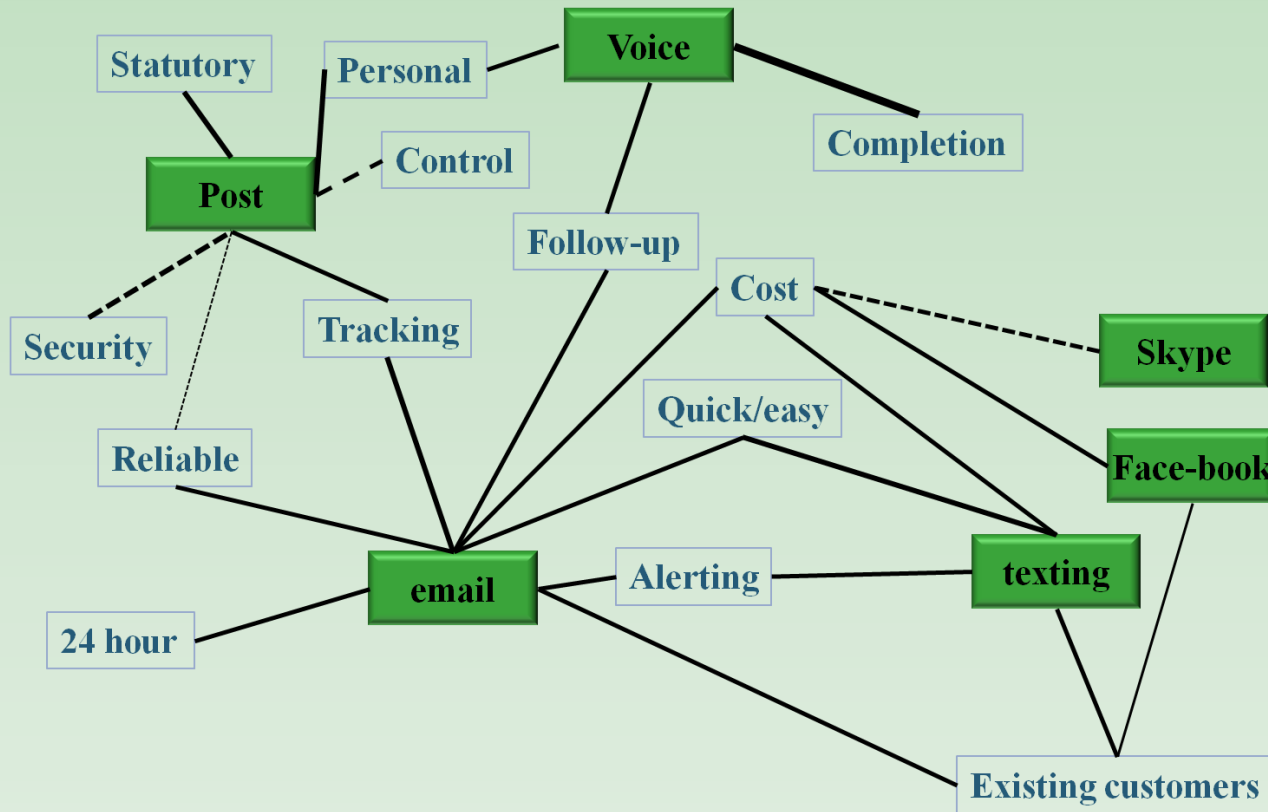 Voice
Statutory
Personal
Completion
Control
Post
Follow-up
Cost
Security
Tracking
Skype
Quick/easy
Reliable
Face-book
email
Alerting
texting
24 hour
Existing customers